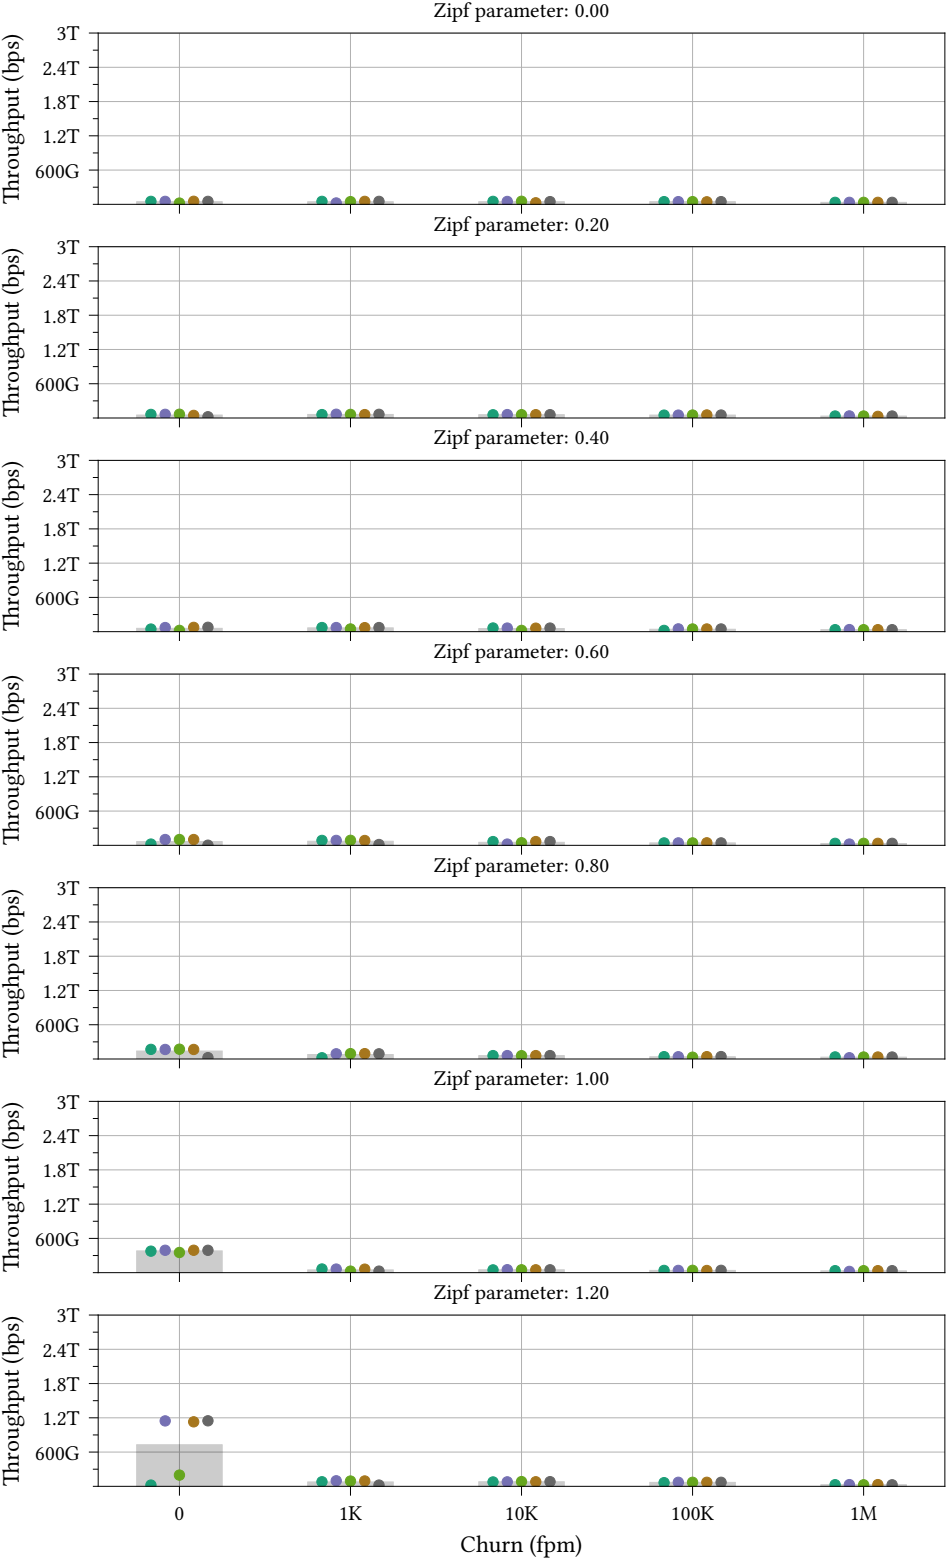 Zipf parameter: 0.00
3T
2.4T
1.8T
1.2T
600G
Throughput (bps)
Zipf parameter: 0.20
3T
2.4T
1.8T
1.2T
600G
Throughput (bps)
Zipf parameter: 0.40
3T
2.4T
1.8T
1.2T
600G
Throughput (bps)
Zipf parameter: 0.60
3T
2.4T
1.8T
1.2T
600G
Throughput (bps)
Zipf parameter: 0.80
3T
2.4T
1.8T
1.2T
600G
Throughput (bps)
Zipf parameter: 1.00
3T
2.4T
1.8T
1.2T
600G
Throughput (bps)
Zipf parameter: 1.20
3T
2.4T
1.8T
1.2T
600G
Throughput (bps)
0 1K 10K 100K 1M
Churn (fpm)